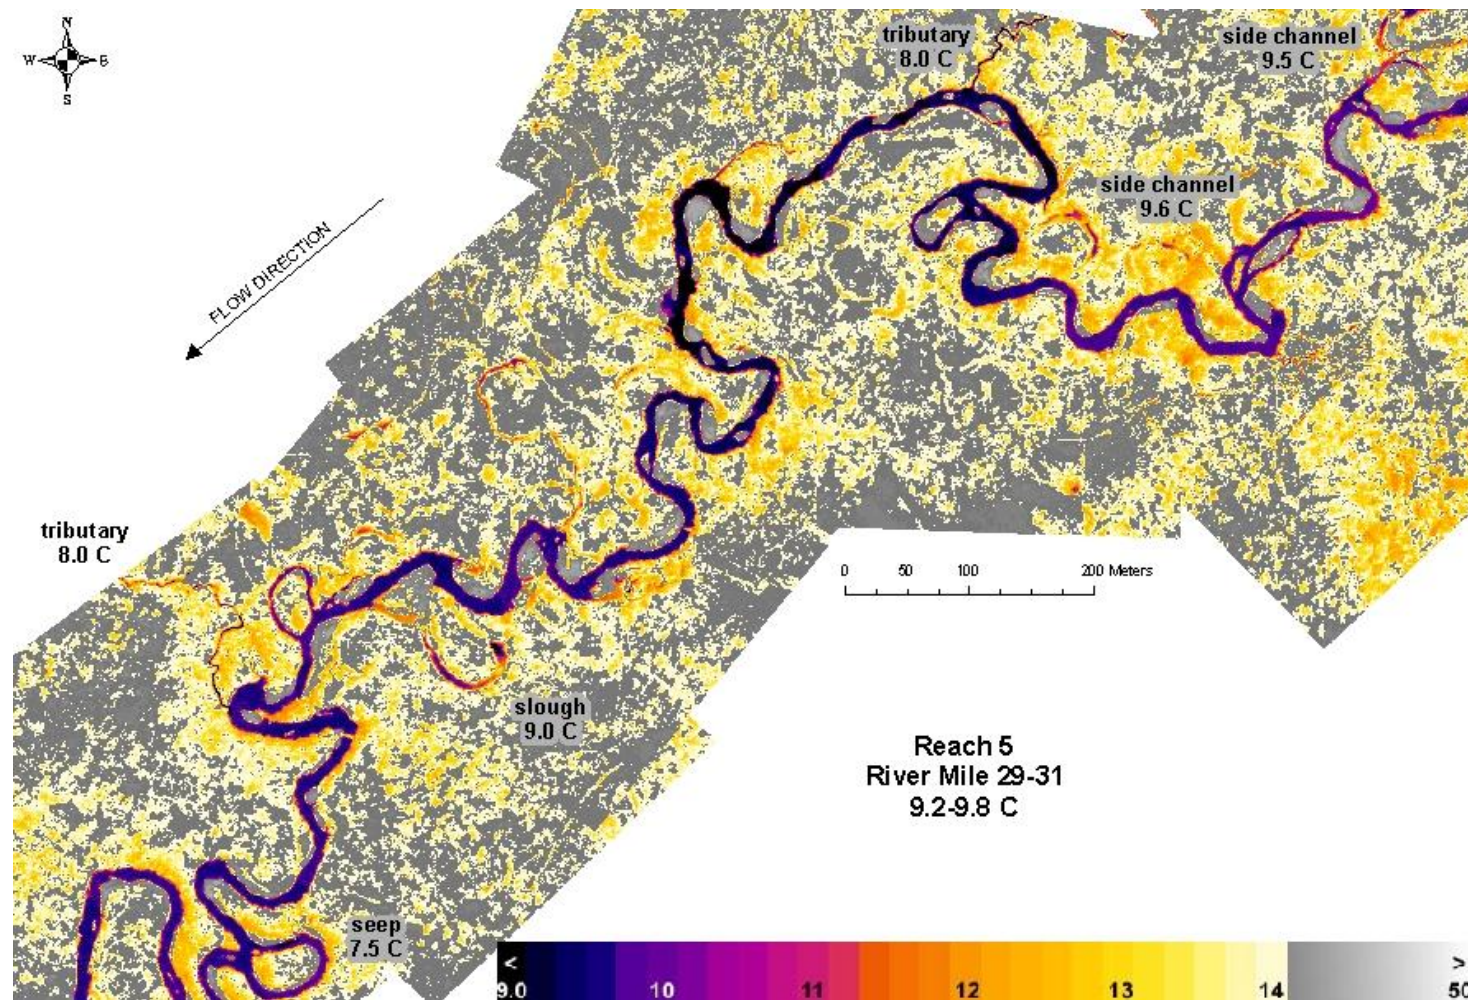 N
W E
S
tributary
8.0 C
side channel
9.5 C
side channel
9.6 C
FLOW DIRECTION
tributary
8.0 C
0 50 100 200 Meters
slough
9.0 C
Reach 5
River Mile 29-31
9.2-9.8 C
seep
7.5 C
< >
9.0 10 11 12 13 14 50